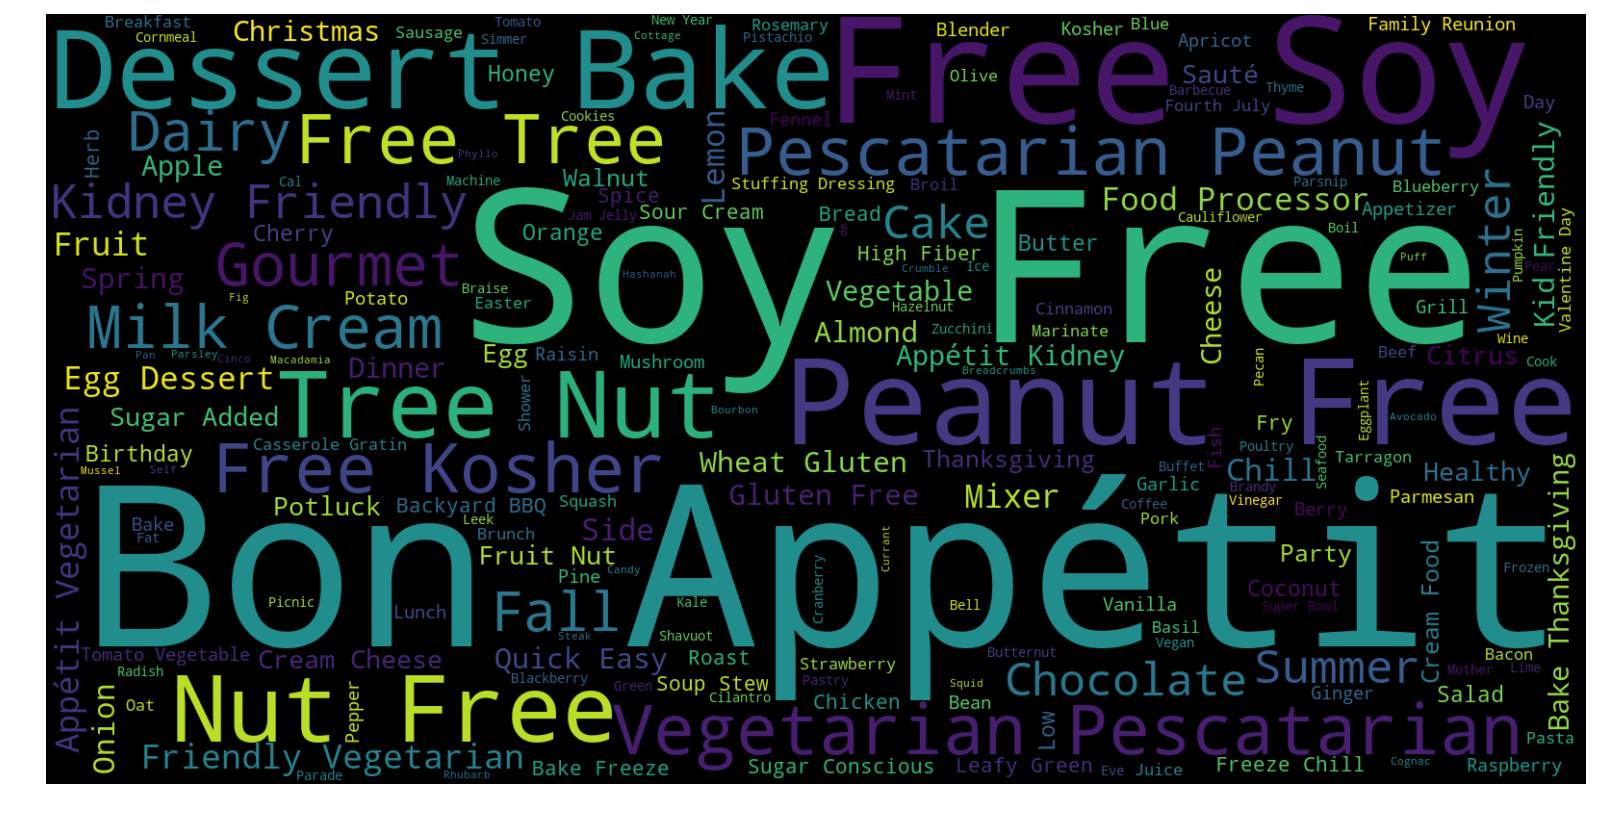 Breakfast
Cornmeal
Christmas
Sausage
Tomato
Simmer
New Year
Cottage
Rosemary
Pistachio
Blender
Kosher
Blue
Family Reunion
Dessert
Bake
Free Soy
Apricot
Honey
Olive
Sauté
Barbecue
Thyme
Mint
Fourth July
Day
Herb
Dairy
Free Tree
Cookies
Lemon
Fennel
Pescatarian Peanut
Kid Friendly
Apple
Phyllo
Cal
Machine
Walnut
Stuffing Dressing
Broil
Parsnip
Blueberry
Kidney Friendly
Spice
Jam Jelly
Sour Cream
Bread
de
Cake
Food Processor
Cauliflower
Appetizer
Winter
Valentine Day
Pumpkin
Fruit
Cherry
Orange
Soy Free
Butter
Boil
High Fiber
Crumble
Ice
Puff
Pear
Spring
Gourmet
Hashanah
Braise
Easter
Fig
Potato
Vegetable
Hazelnut
Cinnamon
Cheese
Grill
Milk Cream
Almond
Zucchini
Marinate
Wine
Pan
Parsley
Cinco
Macadamia
Egg
Raisin
Mushroom
Appétit Kidney
Breadcrumbs
Pecan
Beef
Citrus
Cook
Egg Dessert
Dinner
Tree Nut
Shower
Peanut Free
Sugar Added
Bourbon
Fry
Eggplant
Avocado
Appétit Vegetarian
Birthday
Casserole Gratin
Fish
Poultry
Seafood
Tarragon
Mussel
Self
Free Kosher
Wheat Gluten
Thanksgiving
Buffet
Chill
Healthy
Bake Thanksgiving
Potluck
Backyard BBQ
Squash
Gluten Free
Mixer
Garlic
Coffee
Brandy
Vinegar
Parmesan
Bake
Fat
Leek
Brunch
Side
Pork
Berry
Bon Appétit
Fruit Nut
Currant
Party
Cream Food
Frozen
Pine
Candy
Cranberry
Coconut
Super Bowl
Picnic
Lunch
Fall
Kale
Bell
Vanilla
Steak
Shavuot
Basil
Vegan
Tomato Vegetable
Cream Cheese
Quick Easy
Roast
Strawberry
Butternut
Bacon
Radish
Blackberry
Green
Soup Stew
Pastry
Squid
Chocolate
Summer
Mother
Lime
Onion
Oat
Nut Free
Pepper
Cilantro
Chicken
Bean
Ginger
Salad
Vegetarian Pescatarian
Low
Pasta
Friendly Vegetarian
Parade
Rhubarb
Bake Freeze
Sugar Conscious
Leafy Green
Eve
Juice
Freeze Chill
Cognac
Raspberry